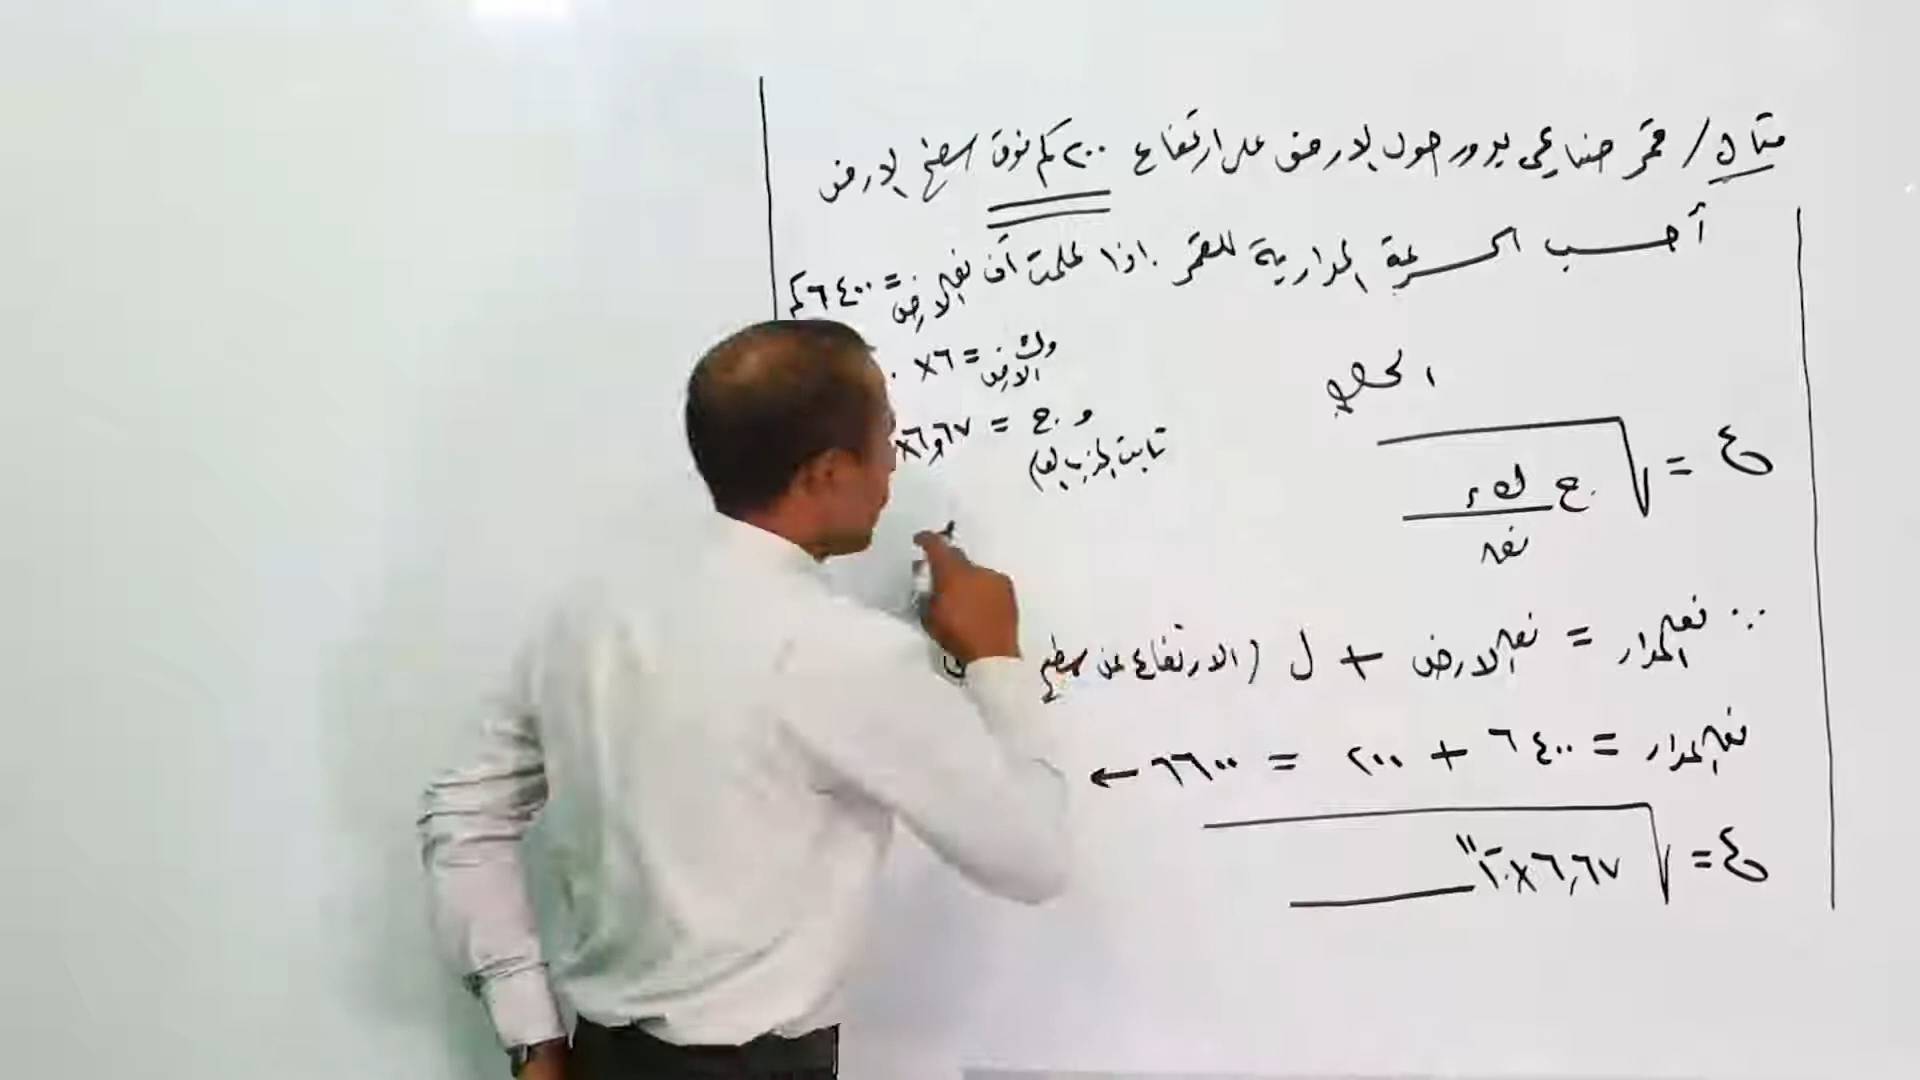 مثال / قمر صناعي يدور حول الارض على ارتفاع ٢٠٠ كم فوق سطح الارض
أحسب السرعة المدارية للقمر . اذا علمت أن نق الارض = ٦٤٠٠ كم
وك الارض = ٦×
و ج = ٦,٦٧×
ثابت الجذب العام
الحل
ع = √ ج ك / نق
∵ نق المدار = نق الارض + ل (الارتفاع عن سطح
نق المدار = ٦٤٠٠ + ٢٠٠ = ٦٦٠٠ ←
ع = √ ٦,٦٧×١٠⁻¹¹